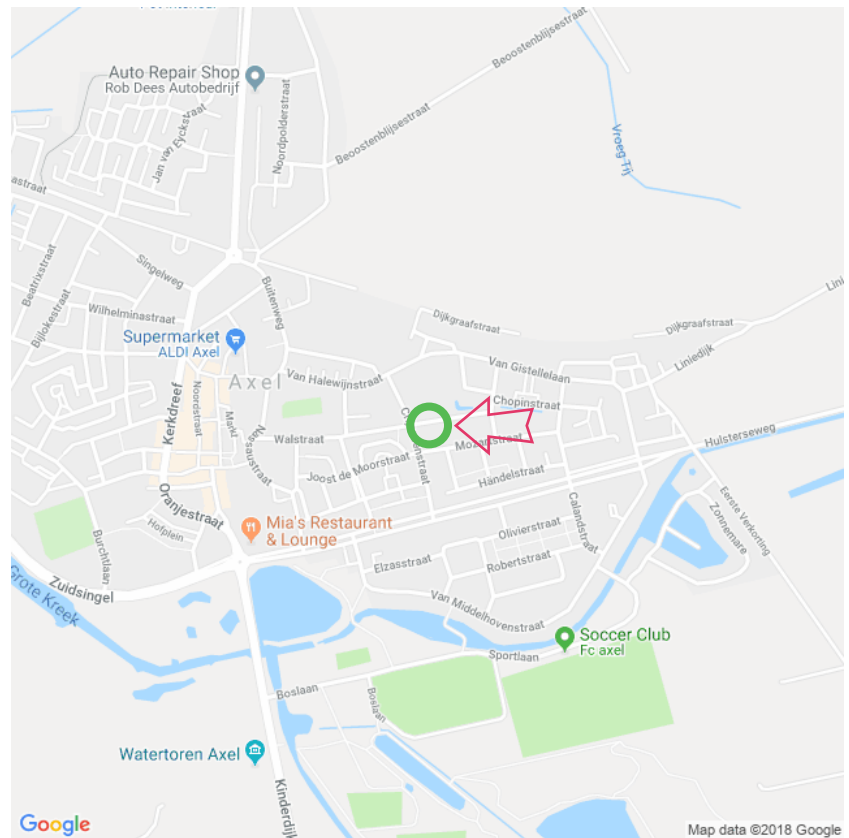 Auto Repair Shop
Rob Dees Autobedrijf
Jan van Eyckstraat
Noordpolderstraat
Beoostenblijsestraat
Beoostenblijsestraat
Vroeg Tij
astraat
Singelweg
Beatrixstraat
Bijlokestraat
Wilhelminastraat
Buitenweg
Supermarket
ALDI Axel
Axel
Van Halewijnstraat
Dijkgraafstraat
Dijkgraafstraat
Linie
Liniedijk
Van Gistellelaan
Chopinstraat
Kerkdreef
Noordstraat
Markt
Nassaustraat
Walstraat
Joost de Moorstraat
Mozartstraat
Händelstraat
Hulsterseweg
Oranjestraat
Hofplein
Burchtlaan
Zuidsingel
Grote Kreek
Mia's Restaurant
& Lounge
Elzasstraat
Olivierstraat
Robertstraat
Calandstraat
Eerste Verkorting
Zonnemare
Van Middelhovenstraat
Soccer Club
Fc axel
Sportlaan
Boslaan
Boslaan
Watertoren Axel
Kinderdijk
Google
Map data ©2018 Google